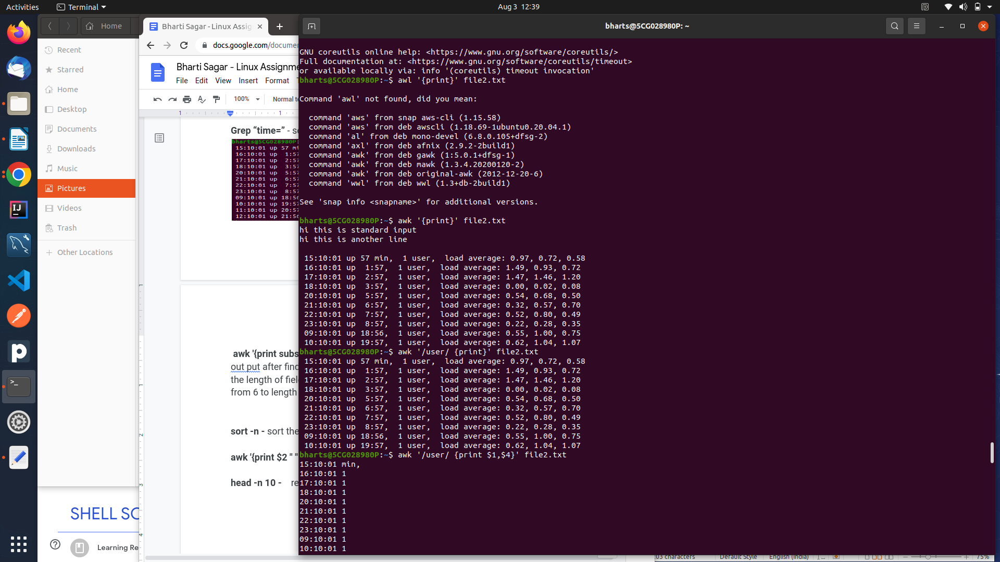 Activities
Terminal
Aug 3 12:39
Home
Recent
Starred
Home
Desktop
Documents
Downloads
Music
Pictures
Videos
Trash
Other Locations
SHELL SC
Learning Re
Bharti Sagar - Linux Assig
docs.google.com/docume
Bharti Sagar - Linux Assignme
File Edit View Insert Format
100% Normal te
Grep “time=” - se
bharts@5CG028980P:
15:10:01 up 57 mi
16:10:01 up 1:57
17:10:01 up 2:57
18:10:01 up 3:57
20:10:01 up 5:57
21:10:01 up 6:57
22:10:01 up 7:57
23:10:01 up 8:57
09:10:01 up 18:56
10:10:01 up 19:57
11:10:01 up 20:57
12:10:01 up 21:56
awk '{print subs
out put after find
the length of fiel
from 6 to length
sort -n - sort the
awk '{print $2 " "
head -n 10 - re
bharts@5CG028980P: ~
GNU coreutils online help: <https://www.gnu.org/software/coreutils/>
Full documentation at: <https://www.gnu.org/software/coreutils/timeout>
or available locally via: info '(coreutils) timeout invocation'
bharts@5CG028980P:~$ awl '{print}' file2.txt
Command 'awl' not found, did you mean:
command 'aws' from snap aws-cli (1.15.58)
command 'aws' from deb awscli (1.18.69-1ubuntu0.20.04.1)
command 'al' from deb mono-devel (6.8.0.105+dfsg-2)
command 'axl' from deb afnix (2.9.2-2build1)
command 'awk' from deb gawk (1:5.0.1+dfsg-1)
command 'awk' from deb mawk (1.3.4.20200120-2)
command 'awk' from deb original-awk (2012-12-20-6)
command 'wwl' from deb wwl (1.3+db-2build1)
See 'snap info <snapname>' for additional versions.
bharts@5CG028980P:~$ awk '{print}' file2.txt
hi this is standard input
hi this is another line
15:10:01 up 57 min, 1 user, load average: 0.97, 0.72, 0.58
16:10:01 up 1:57, 1 user, load average: 1.49, 0.93, 0.72
17:10:01 up 2:57, 1 user, load average: 1.47, 1.46, 1.20
18:10:01 up 3:57, 1 user, load average: 0.00, 0.02, 0.08
20:10:01 up 5:57, 1 user, load average: 0.54, 0.68, 0.50
21:10:01 up 6:57, 1 user, load average: 0.32, 0.57, 0.70
22:10:01 up 7:57, 1 user, load average: 0.52, 0.80, 0.49
23:10:01 up 8:57, 1 user, load average: 0.22, 0.28, 0.35
09:10:01 up 18:56, 1 user, load average: 0.55, 1.00, 0.75
10:10:01 up 19:57, 1 user, load average: 0.62, 1.04, 1.07
bharts@5CG028980P:~$ awk '/user/ {print}' file2.txt
15:10:01 up 57 min, 1 user, load average: 0.97, 0.72, 0.58
16:10:01 up 1:57, 1 user, load average: 1.49, 0.93, 0.72
17:10:01 up 2:57, 1 user, load average: 1.47, 1.46, 1.20
18:10:01 up 3:57, 1 user, load average: 0.00, 0.02, 0.08
20:10:01 up 5:57, 1 user, load average: 0.54, 0.68, 0.50
21:10:01 up 6:57, 1 user, load average: 0.32, 0.57, 0.70
22:10:01 up 7:57, 1 user, load average: 0.52, 0.80, 0.49
23:10:01 up 8:57, 1 user, load average: 0.22, 0.28, 0.35
09:10:01 up 18:56, 1 user, load average: 0.55, 1.00, 0.75
10:10:01 up 19:57, 1 user, load average: 0.62, 1.04, 1.07
bharts@5CG028980P:~$ awk '/user/ {print $1,$4}' file2.txt
15:10:01 min,
16:10:01 1
17:10:01 1
18:10:01 1
20:10:01 1
21:10:01 1
22:10:01 1
23:10:01 1
09:10:01 1
10:10:01 1
03 characters Default Style English (India) 75%